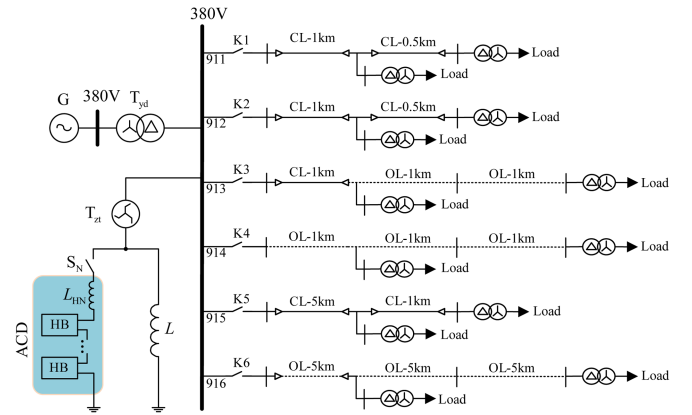 380V
K1
CL-1km
CL-0.5km
Load
911
Load
G
380V
Tyd
K2
CL-1km
CL-0.5km
Load
912
Load
K3
CL-1km
OL-1km
OL-1km
Load
913
Load
Tzt
K4
OL-1km
OL-1km
OL-1km
Load
914
Load
SN
LHN
HB
HB
ACD
L
K5
CL-5km
CL-1km
Load
915
Load
K6
OL-5km
OL-5km
OL-5km
Load
916
Load